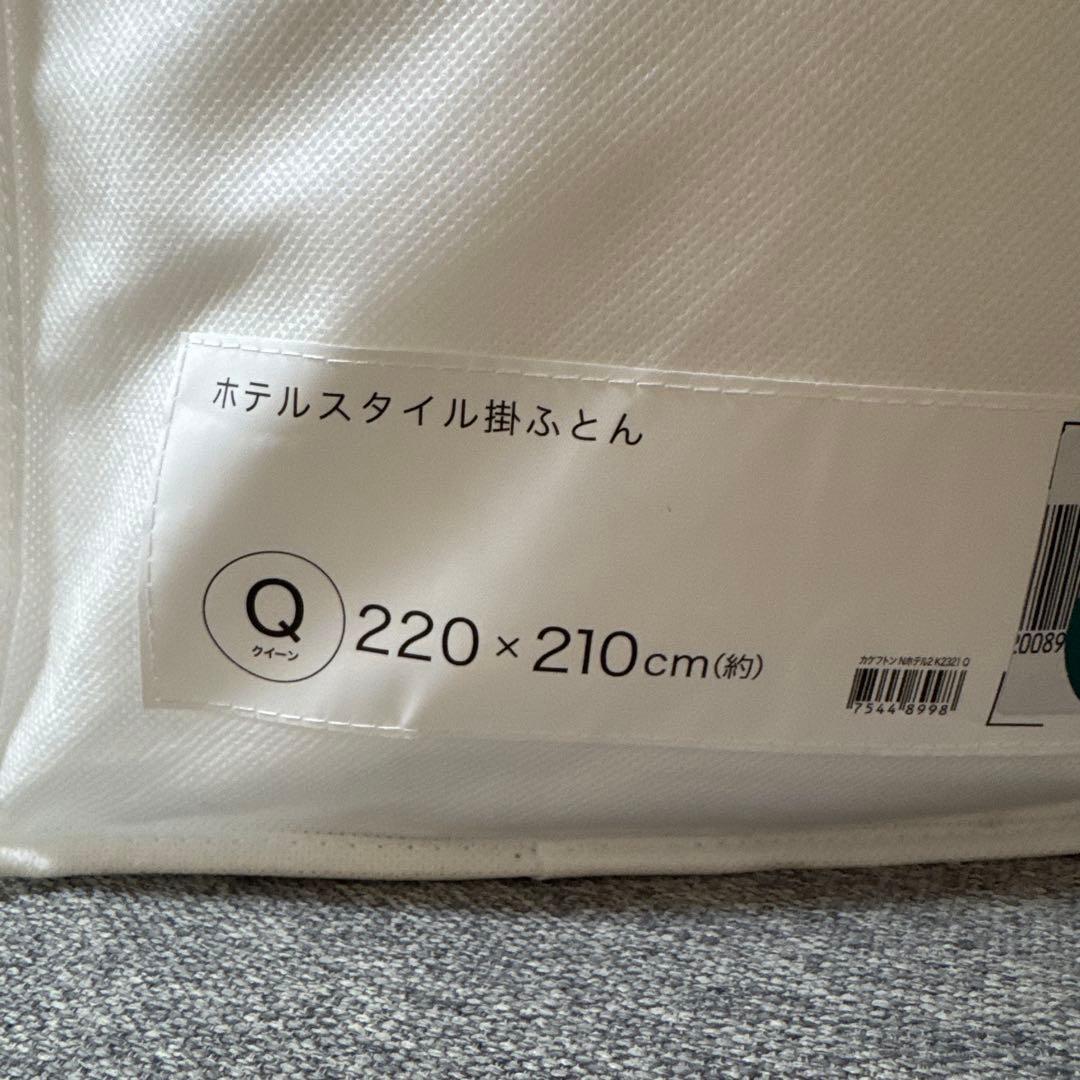 ホテルスタイル掛ふとん
Q
クイーン
220×210cm(約)
カケフトン Nホテル2 K2321 Q
7544 8998
20089